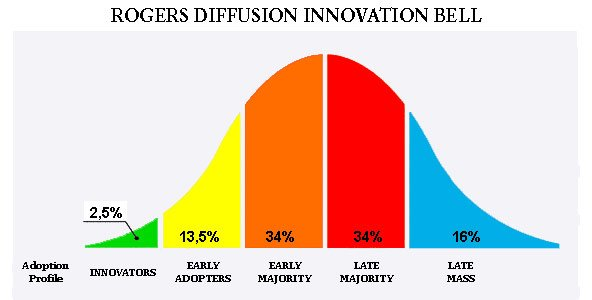 ROGERS DIFFUSION INNOVATION BELL
2,5%
13,5%
34%
34%
16%
Adoption
Profile
INNOVATORS
EARLY
ADOPTERS
EARLY
MAJORITY
LATE
MAJORITY
LATE
MASS